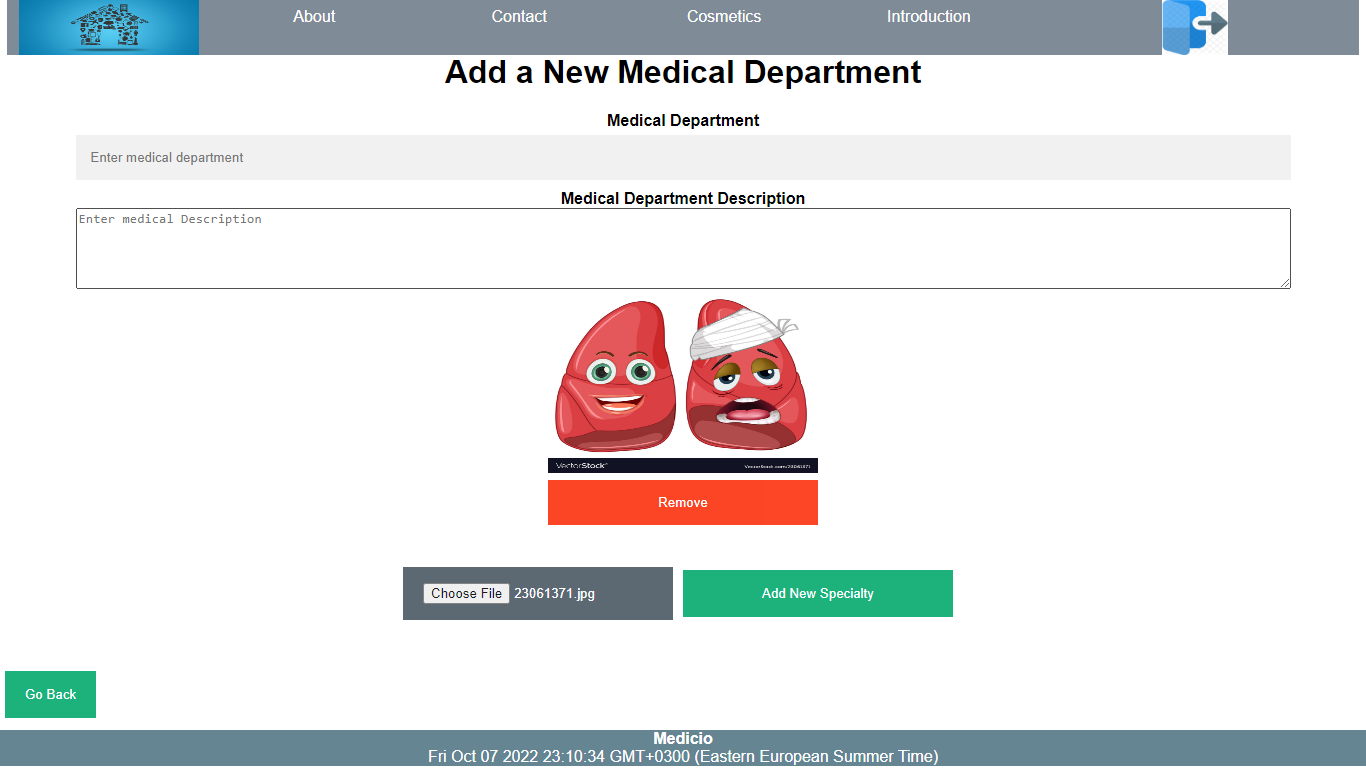 About Contact Cosmetics Introduction
Add a New Medical Department
Medical Department
Enter medical department
Medical Department Description
Enter medical Description
VectorStock®
VectorStock.com/23061371
Remove
Choose File 23061371.jpg
Add New Specialty
Go Back
Medicio
Fri Oct 07 2022 23:10:34 GMT+0300 (Eastern European Summer Time)